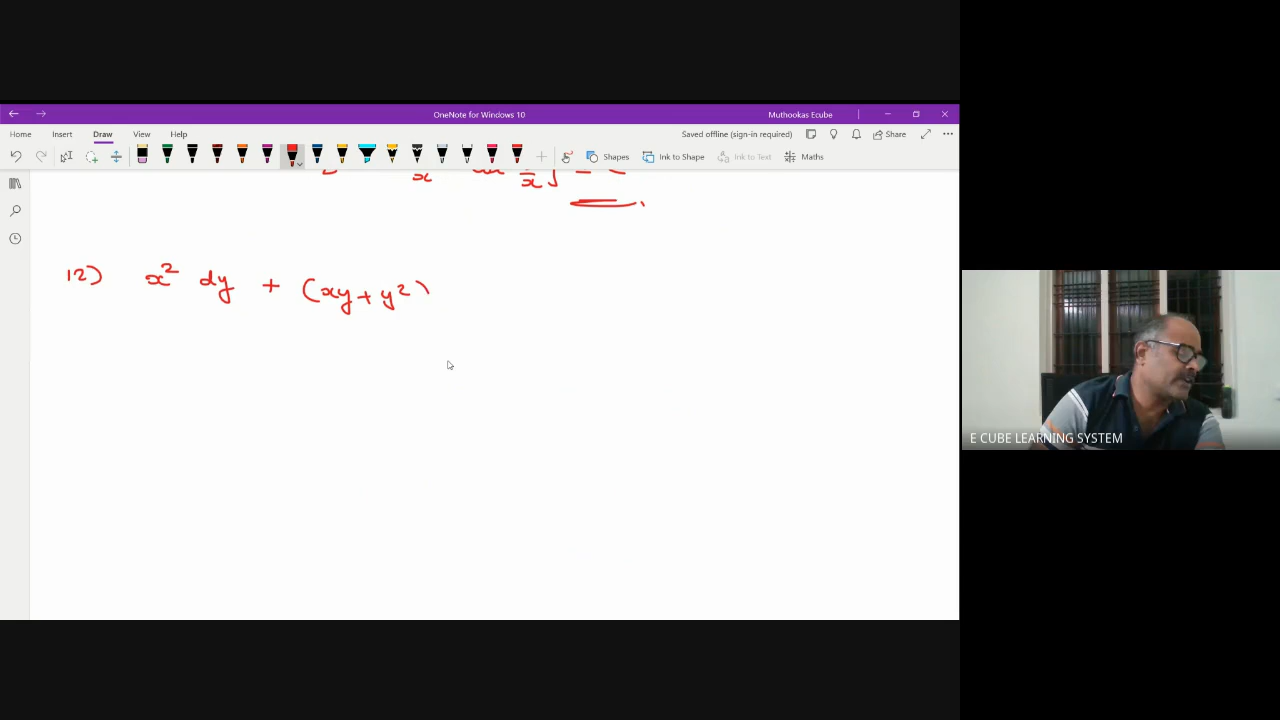 OneNote for Windows 10
Muthookas Ecube
Home Insert Draw View Help
Saved offline (sign-in required)
Share
Shapes
Ink to Shape
Ink to Text
Maths
12) x² dy + (xy + y²)
E CUBE LEARNING SYSTEM